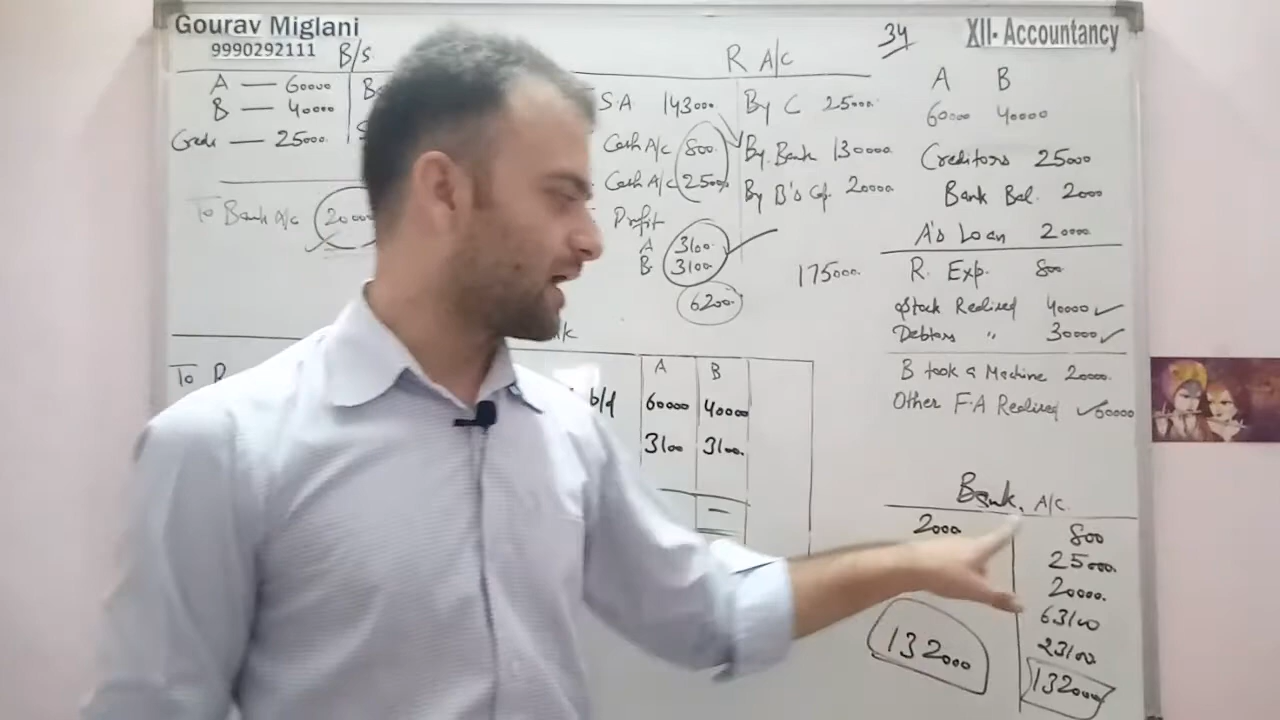 Gourav Miglani
9990292111
34
XII- Accountancy
B/s
A — 60000
B — 40000
Credi — 25000
To Bank A/c 20000
To R
R A/c
S.A 143000 By C 25000
Cash A/c 800 By Bank 130000
Cash A/c 25000 By B's Cap. 20000
Profit
A 3100
B 3100
6200
175000
A B
b/d 60000 40000
3100 3100
A B
60000 40000
Creditors 25000
Bank Bal. 2000
A's Loan 20000
R. Exp. 800
Stock Realised 40000 ✓
Debtors " 30000 ✓
B took a Machine 20000
Other F.A Realised 60000
Bank A/c
2000 800
25000
20000
63100
23100
132000 132000